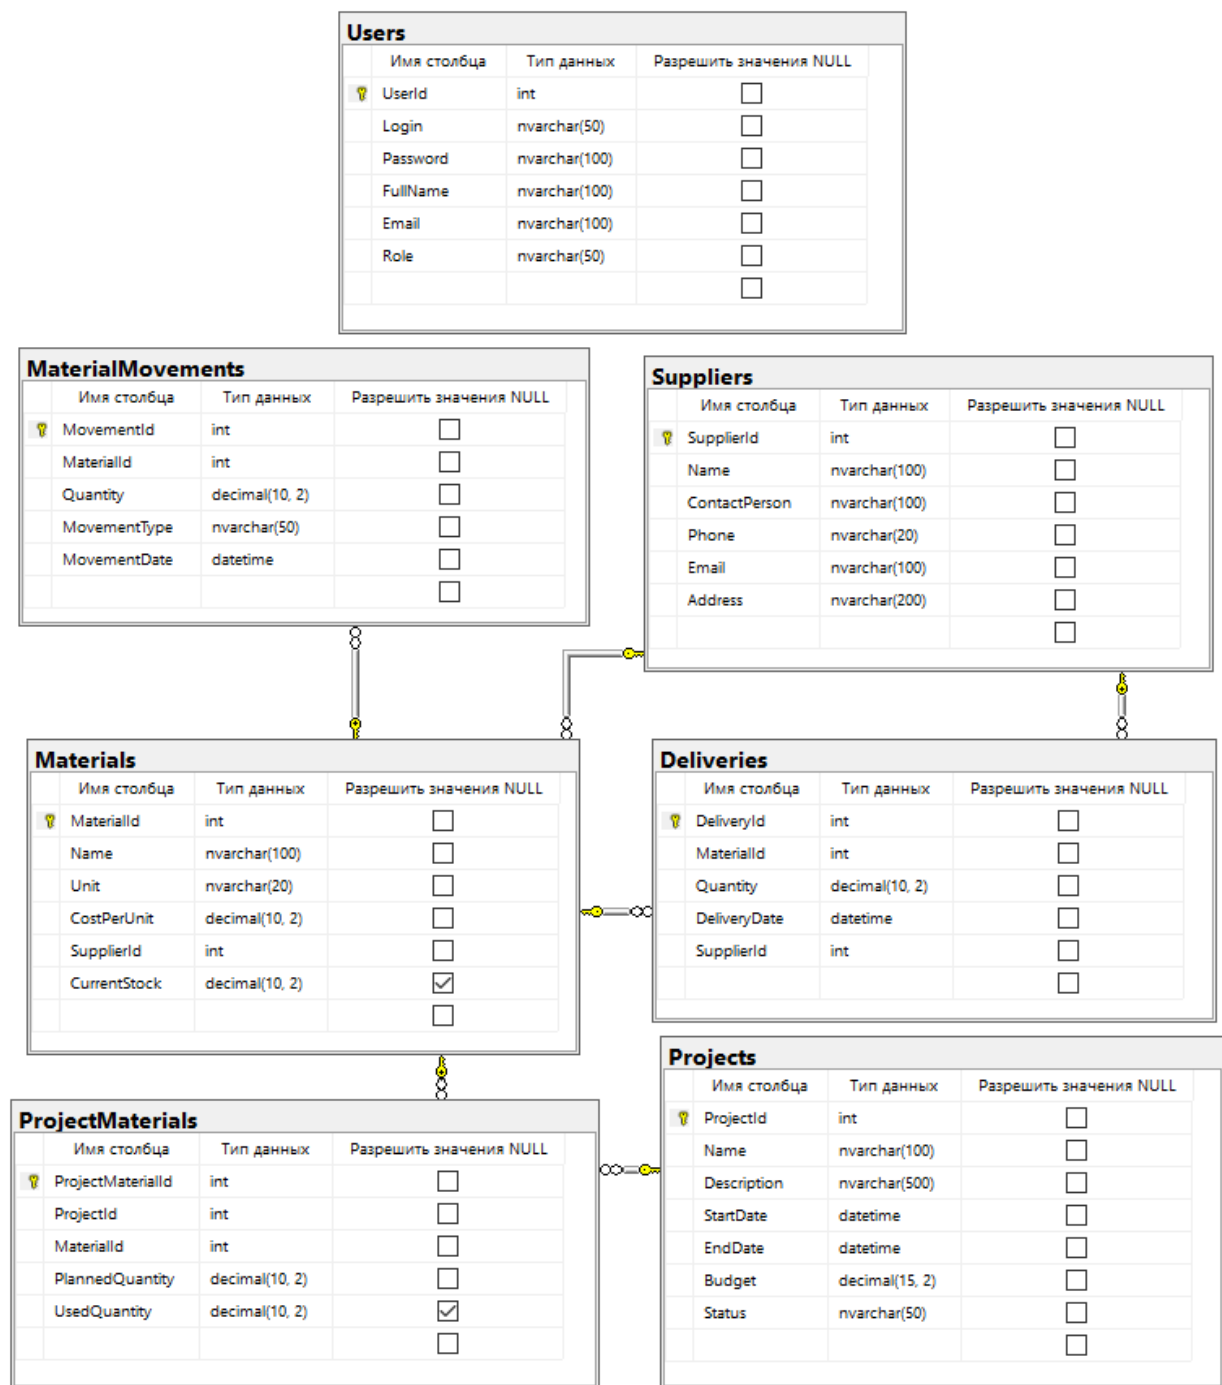 Users
Имя столбца Тип данных Разрешить значения NULL
UserId int
Login nvarchar(50)
Password nvarchar(100)
FullName nvarchar(100)
Email nvarchar(100)
Role nvarchar(50)
MaterialMovements
Имя столбца Тип данных Разрешить значения NULL
MovementId int
MaterialId int
Quantity decimal(10, 2)
MovementType nvarchar(50)
MovementDate datetime
Suppliers
Имя столбца Тип данных Разрешить значения NULL
SupplierId int
Name nvarchar(100)
ContactPerson nvarchar(100)
Phone nvarchar(20)
Email nvarchar(100)
Address nvarchar(200)
Materials
Имя столбца Тип данных Разрешить значения NULL
MaterialId int
Name nvarchar(100)
Unit nvarchar(20)
CostPerUnit decimal(10, 2)
SupplierId int
CurrentStock decimal(10, 2)
Deliveries
Имя столбца Тип данных Разрешить значения NULL
DeliveryId int
MaterialId int
Quantity decimal(10, 2)
DeliveryDate datetime
SupplierId int
ProjectMaterials
Имя столбца Тип данных Разрешить значения NULL
ProjectMaterialId int
ProjectId int
MaterialId int
PlannedQuantity decimal(10, 2)
UsedQuantity decimal(10, 2)
Projects
Имя столбца Тип данных Разрешить значения NULL
ProjectId int
Name nvarchar(100)
Description nvarchar(500)
StartDate datetime
EndDate datetime
Budget decimal(15, 2)
Status nvarchar(50)